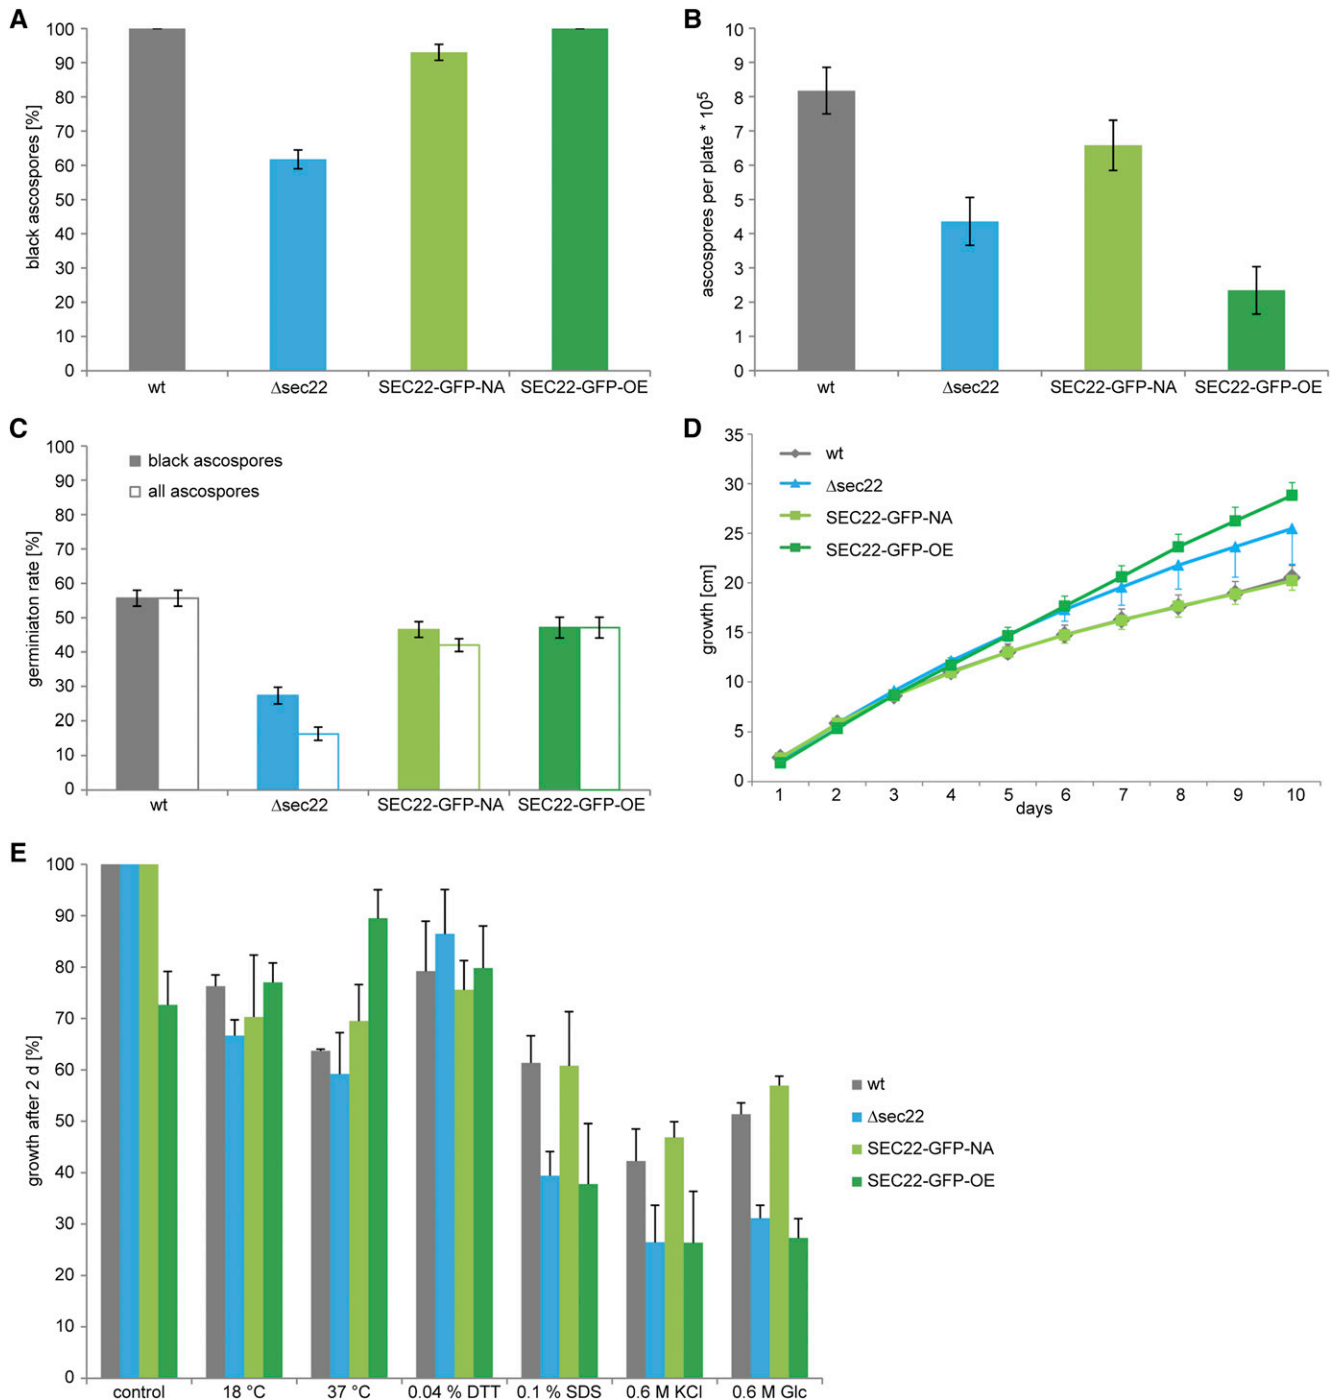 A
black ascospores [%]
100
90
80
70
60
50
40
30
20
10
0
wt Δsec22 SEC22-GFP-NA SEC22-GFP-OE
B
ascospores per plate * 10⁵
10
9
8
7
6
5
4
3
2
1
0
wt Δsec22 SEC22-GFP-NA SEC22-GFP-OE
C
germiniaton rate [%]
100
90
80
70
60
50
40
30
20
10
0
black ascospores
all ascospores
wt Δsec22 SEC22-GFP-NA SEC22-GFP-OE
D
growth [cm]
35
30
25
20
15
10
5
0
wt
Δsec22
SEC22-GFP-NA
SEC22-GFP-OE
1 2 3 4 5 6 7 8 9 10
days
E
growth after 2 d [%]
100
90
80
70
60
50
40
30
20
10
0
control 18 °C 37 °C 0.04 % DTT 0.1 % SDS 0.6 M KCl 0.6 M Glc
wt
Δsec22
SEC22-GFP-NA
SEC22-GFP-OE